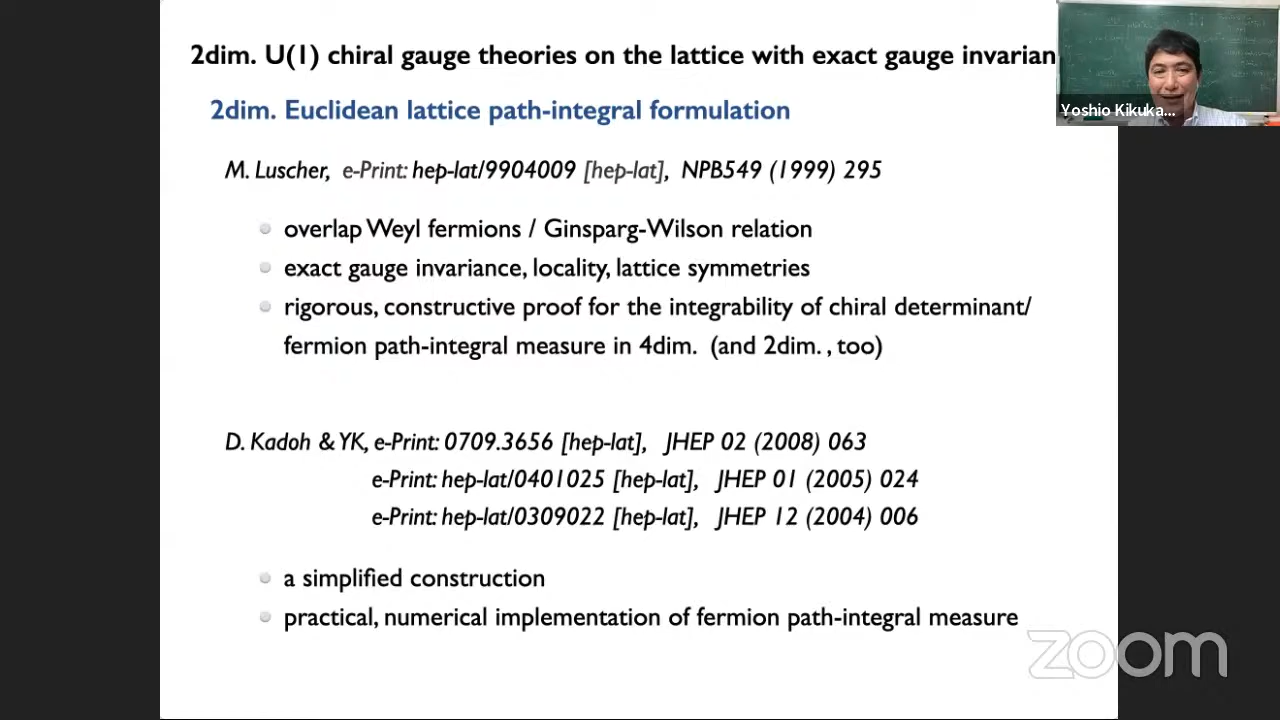 2dim. U(1) chiral gauge theories on the lattice with exact gauge invarian
Yoshio Kikuka...
2dim. Euclidean lattice path-integral formulation
M. Luscher, e-Print: hep-lat/9904009 [hep-lat], NPB549 (1999) 295
overlap Weyl fermions / Ginsparg-Wilson relation
exact gauge invariance, locality, lattice symmetries
rigorous, constructive proof for the integrability of chiral determinant/
fermion path-integral measure in 4dim. (and 2dim. , too)
D. Kadoh & YK, e-Print: 0709.3656 [hep-lat], JHEP 02 (2008) 063
e-Print: hep-lat/0401025 [hep-lat], JHEP 01 (2005) 024
e-Print: hep-lat/0309022 [hep-lat], JHEP 12 (2004) 006
a simplified construction
practical, numerical implementation of fermion path-integral measure
zoom